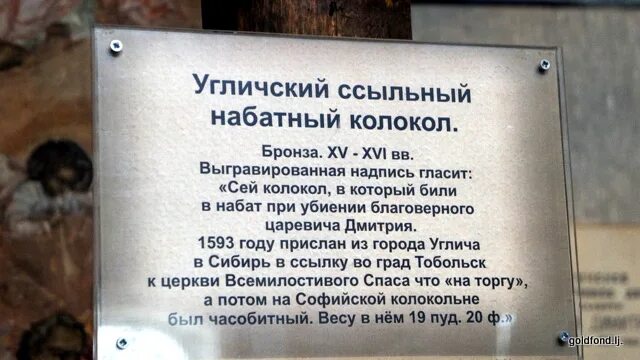 Угличский ссыльный
набатный колокол.
Бронза. XV - XVI вв.
Выгравированная надпись гласит:
«Сей колокол, в который били
в набат при убиении благоверного
царевича Дмитрия.
1593 году прислан из города Углича
в Сибирь в ссылку во град Тобольск
к церкви Всемилостивого Спаса что «на торгу»,
а потом на Софийской колокольне
был часобитный. Весу в нём 19 пуд. 20 ф.»
goldfond.lj.